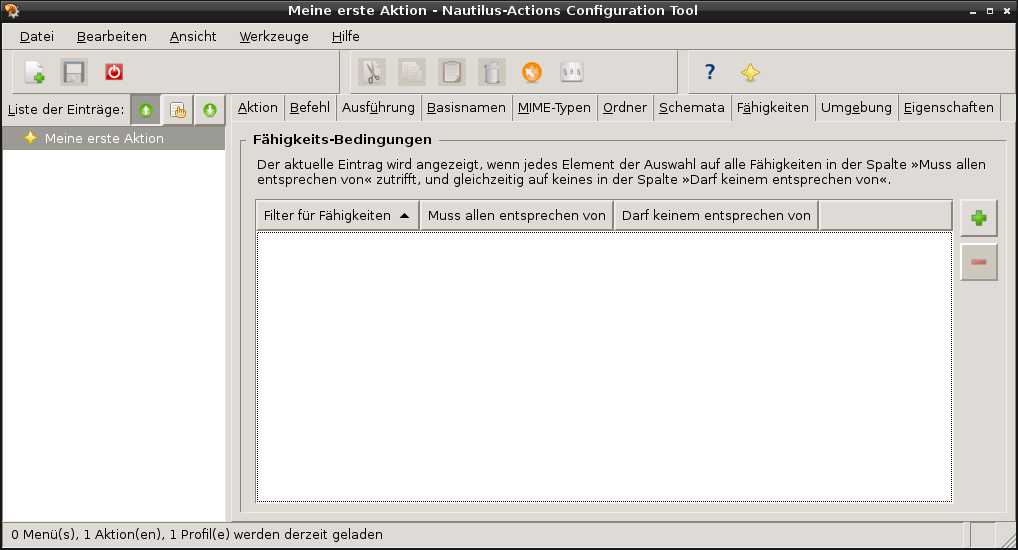 Meine erste Aktion - Nautilus-Actions Configuration Tool
Datei Bearbeiten Ansicht Werkzeuge Hilfe
?
Liste der Einträge:
Aktion Befehl Ausführung Basisnamen MIME-Typen Ordner Schemata Fähigkeiten Umgebung Eigenschaften
Meine erste Aktion
Fähigkeits-Bedingungen
Der aktuelle Eintrag wird angezeigt, wenn jedes Element der Auswahl auf alle Fähigkeiten in der Spalte »Muss allen
entsprechen von« zutrifft, und gleichzeitig auf keines in der Spalte »Darf keinem entsprechen von«.
Filter für Fähigkeiten Muss allen entsprechen von Darf keinem entsprechen von
0 Menü(s), 1 Aktion(en), 1 Profil(e) werden derzeit geladen